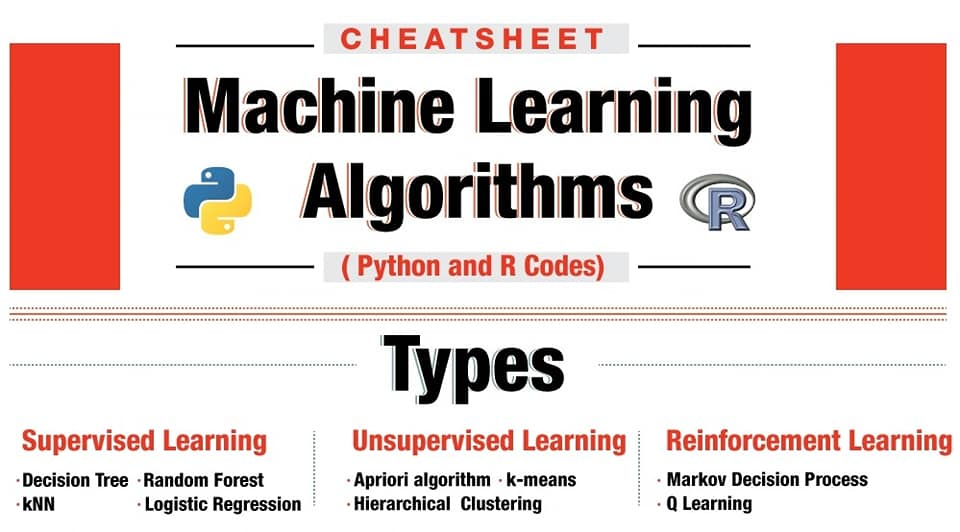 CHEATSHEET
Machine Learning
Algorithms
R
( Python and R Codes)
Types
Supervised Learning
· Decision Tree · Random Forest
· kNN · Logistic Regression
Unsupervised Learning
· Apriori algorithm · k-means
· Hierarchical Clustering
Reinforcement Learning
· Markov Decision Process
· Q Learning